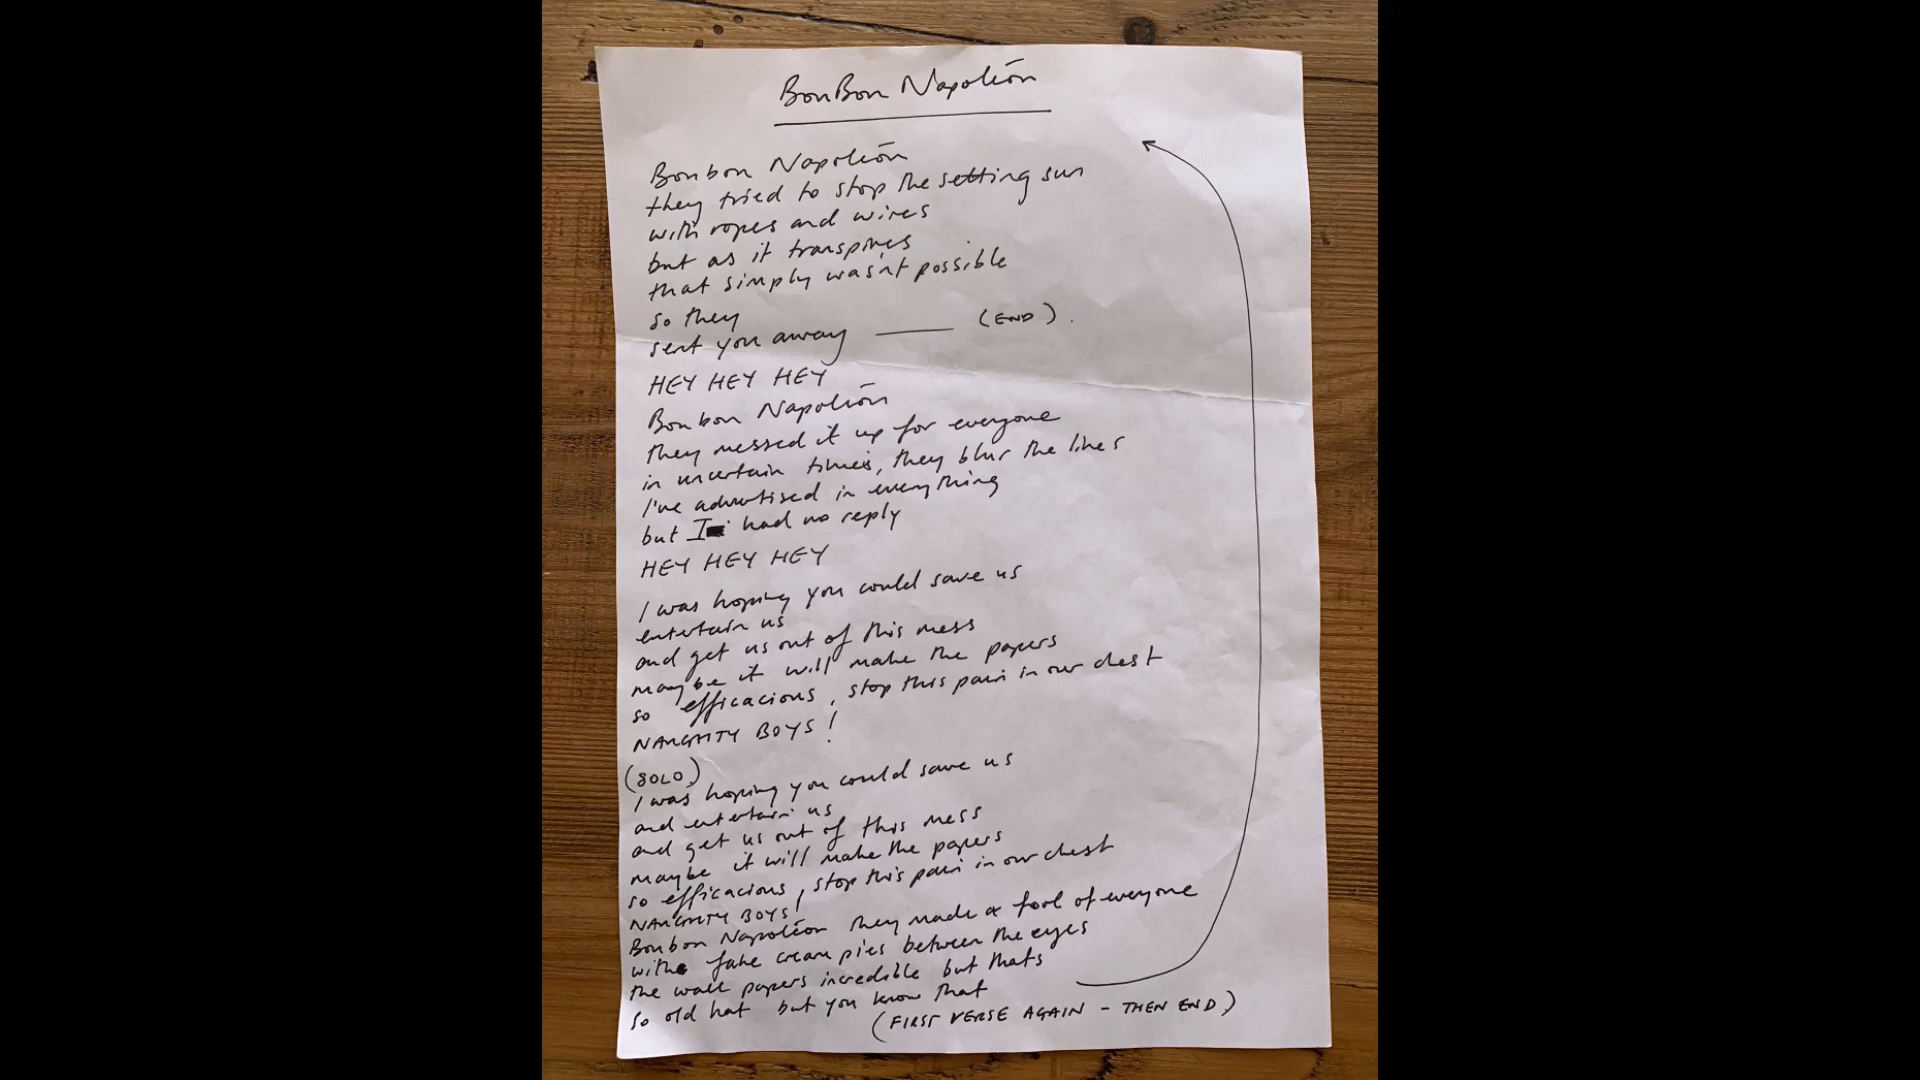 BonBon Napoléon
Bonbon Napoléon
they tried to stop the setting sun
with ropes and wires
but as it transpires
that simply wasn't possible
so they
sent you away —— (END).
HEY HEY HEY
Bonbon Napoléon
they messed it up for everyone
in uncertain times, they blur the lines
I've advertised in everything
but I had no reply
HEY HEY HEY
I was hoping you could save us
entertain us
and get us out of this mess
maybe it will make the papers
so efficacious, stop this pain in our chest
NAUGHTY BOYS!
(SOLO)
I was hoping you could save us
and entertain us
and get us out of this mess
maybe it will make the papers
so efficacious, stop this pain in our chest
NAUGHTY BOYS!
Bonbon Napoléon they made a fool of everyone
with fake cream pies between the eyes
the wall papers incredible but thats
so old hat but you know that
(FIRST VERSE AGAIN - THEN END)